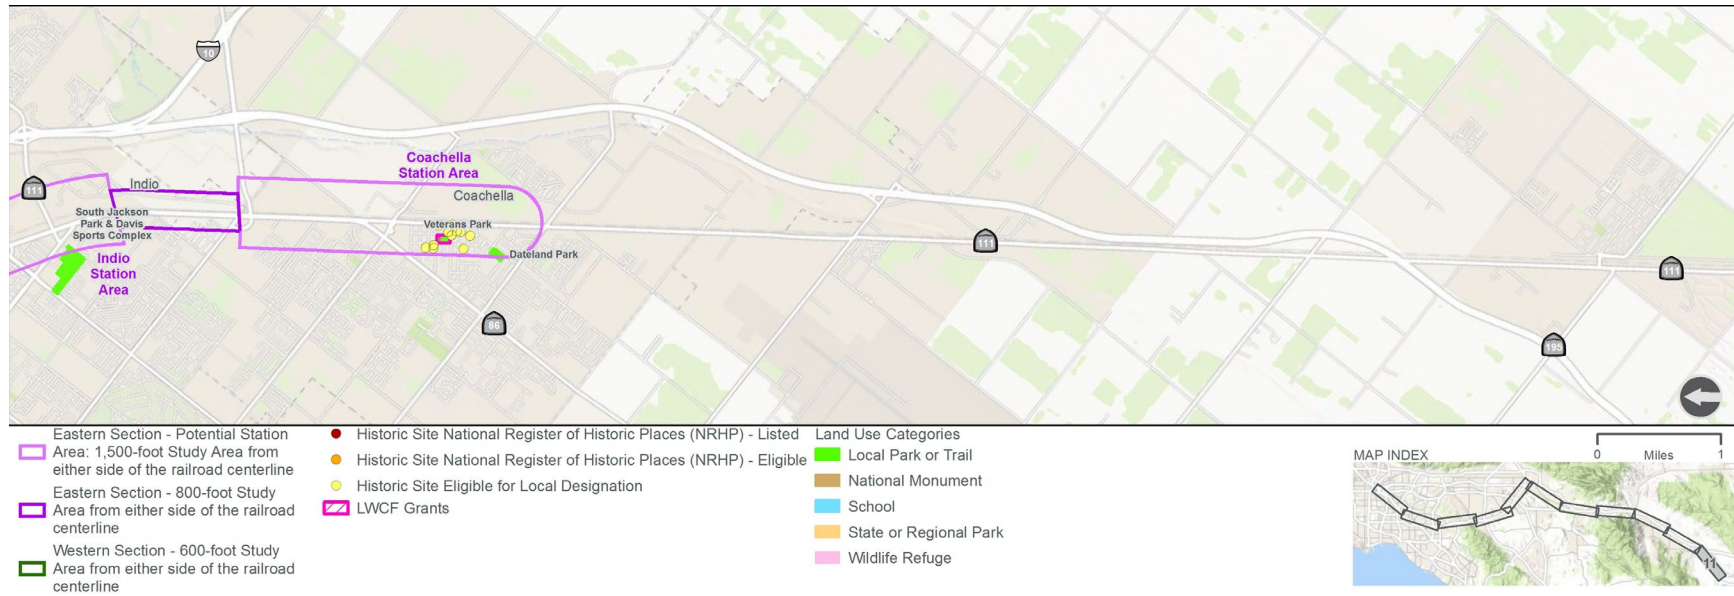 10
Coachella
Station Area
111
Indio
Coachella
South Jackson
Park & Davis
Sports Complex
Veterans Park
111
Indio
Station
Area
Dateland Park
111
86
195
Eastern Section - Potential Station
Area: 1,500-foot Study Area from
either side of the railroad centerline
Eastern Section - 800-foot Study
Area from either side of the railroad
centerline
Western Section - 600-foot Study
Area from either side of the railroad
centerline
Historic Site National Register of Historic Places (NRHP) - Listed
Historic Site National Register of Historic Places (NRHP) - Eligible
Historic Site Eligible for Local Designation
LWCF Grants
Land Use Categories
Local Park or Trail
National Monument
School
State or Regional Park
Wildlife Refuge
MAP INDEX
0 Miles 1
11